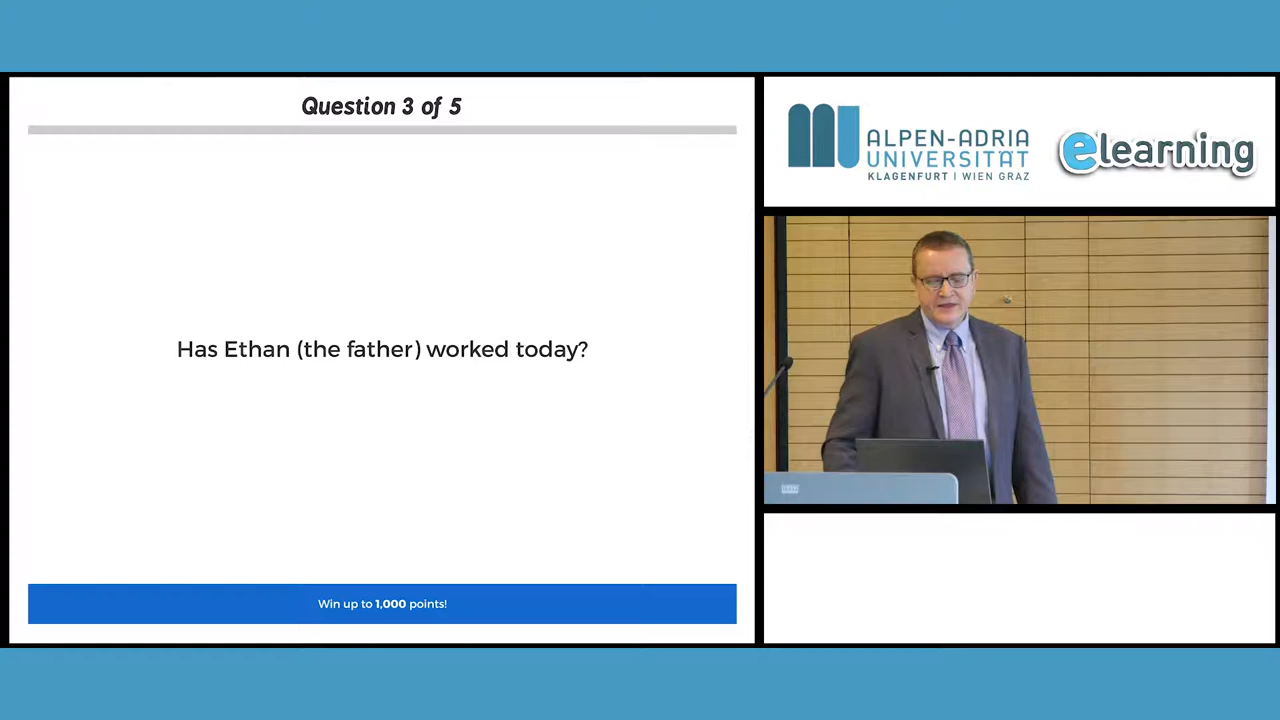 Question 3 of 5
Has Ethan (the father) worked today?
Win up to 1,000 points!
ALPEN-ADRIA
UNIVERSITÄT
KLAGENFURT | WIEN GRAZ
elearning